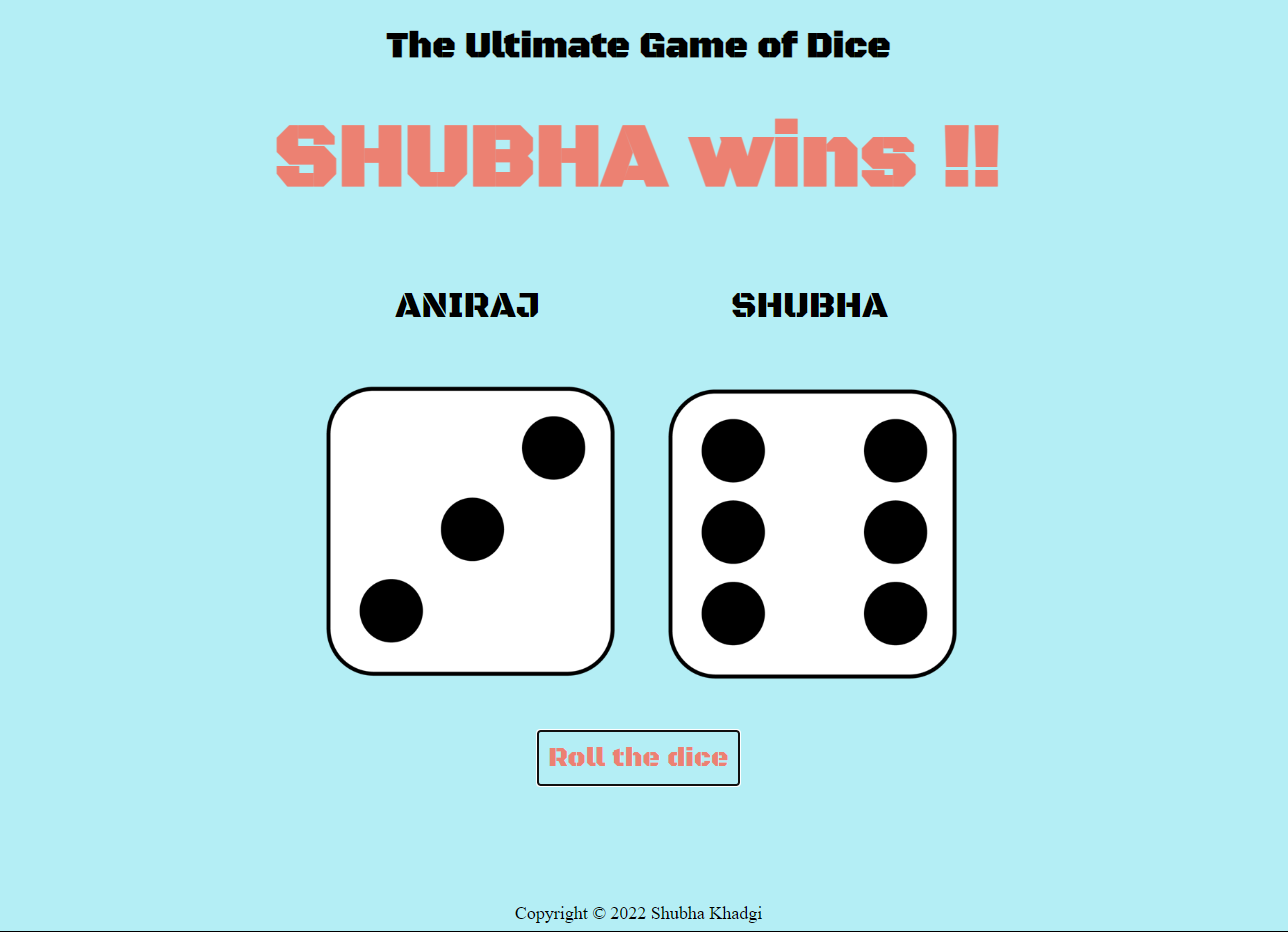 The Ultimate Game of Dice
SHUBHA wins !!
ANIRAJ
SHUBHA
Roll the dice
Copyright © 2022 Shubha Khadgi